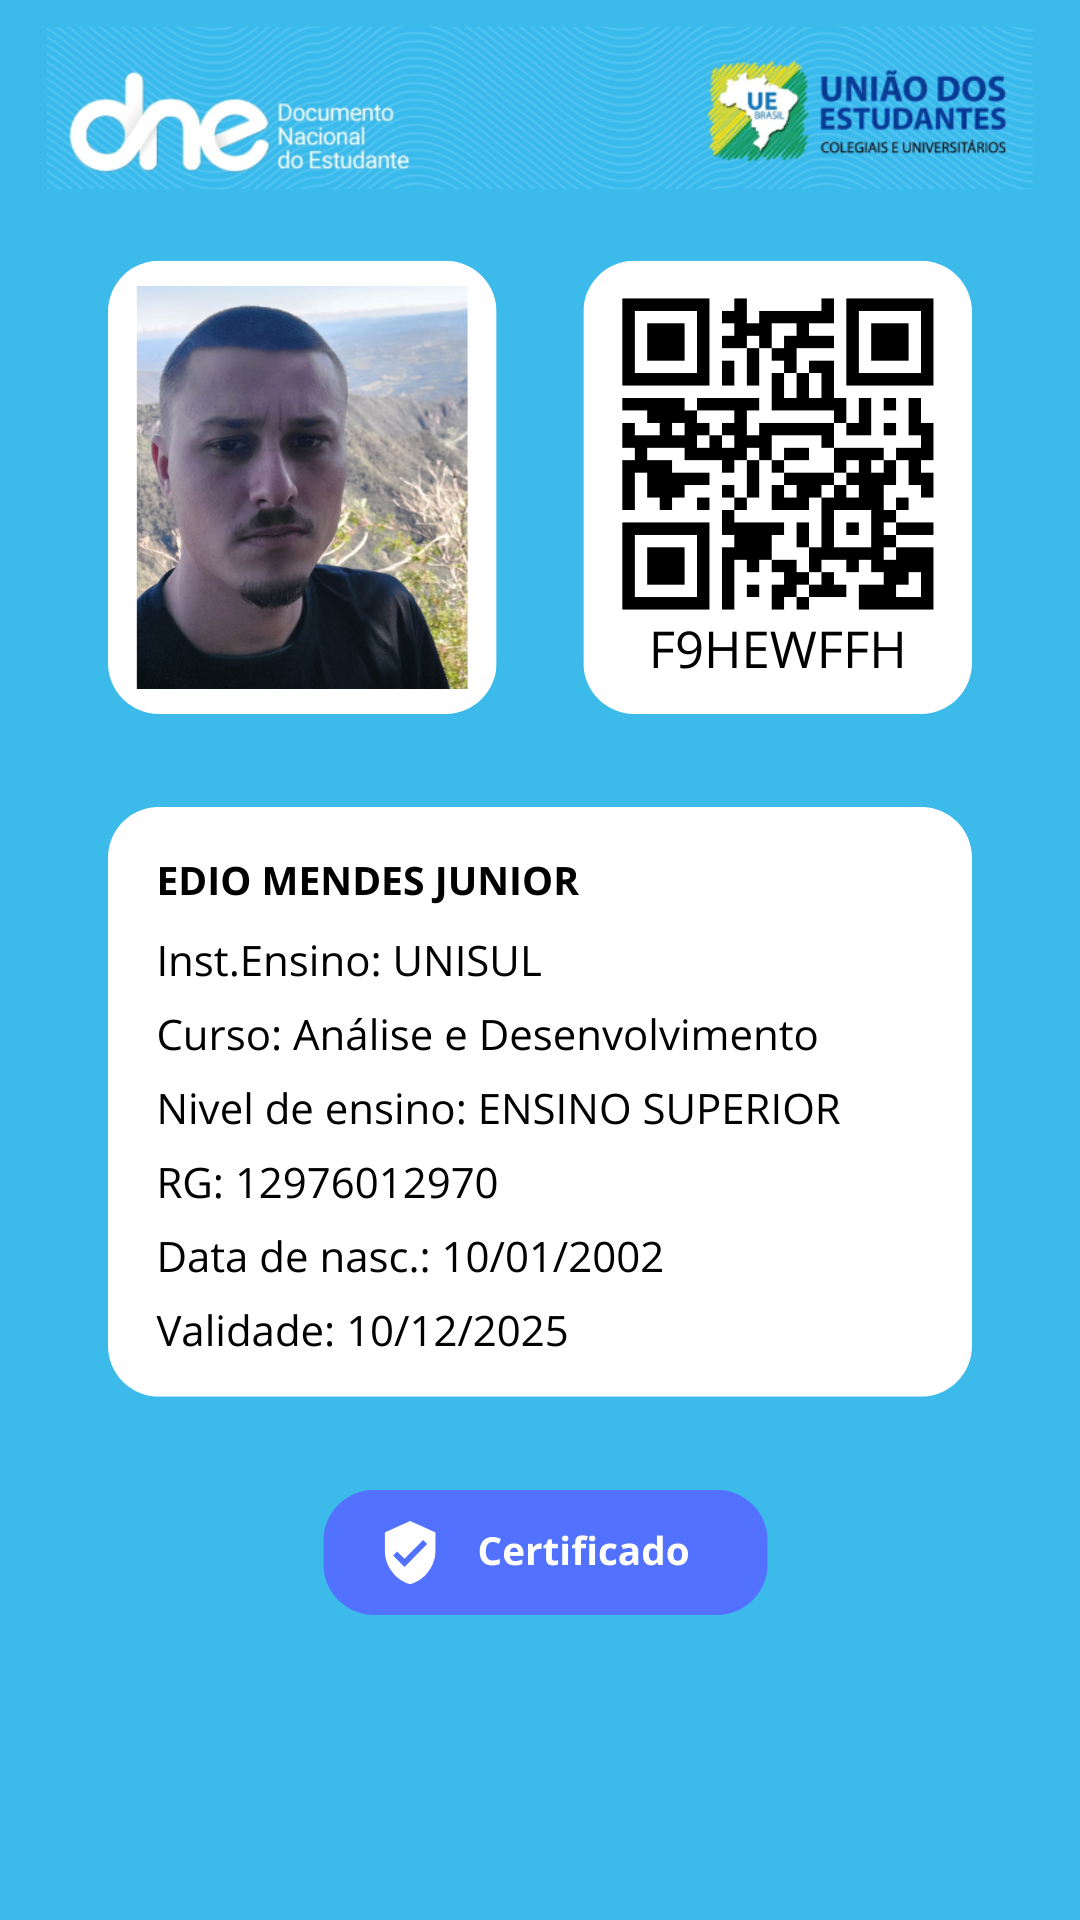 dne
Documento
Nacional
do Estudante
UE
BRASIL
UNIÃO DOS
ESTUDANTES
COLEGIAIS E UNIVERSITÁRIOS
F9HEWFFH
EDIO MENDES JUNIOR
Inst.Ensino: UNISUL
Curso: Análise e Desenvolvimento
Nivel de ensino: ENSINO SUPERIOR
RG: 12976012970
Data de nasc.: 10/01/2002
Validade: 10/12/2025
Certificado